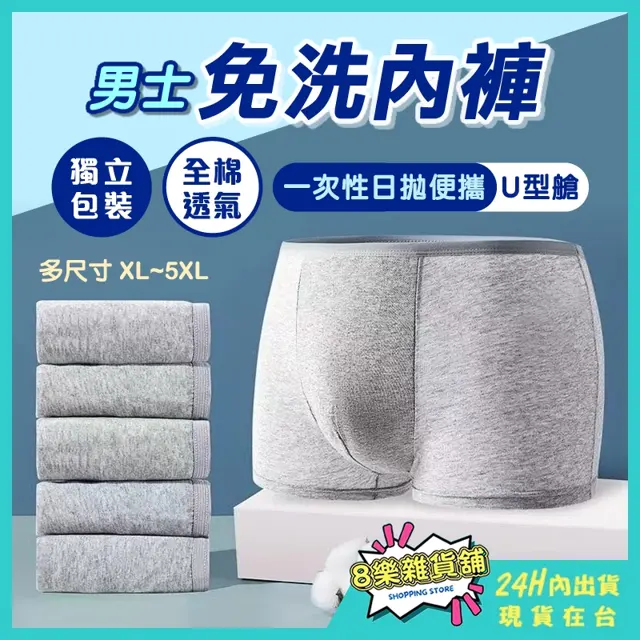 男士免洗內褲
獨立
包裝
全棉
透氣
一次性日拋便攜 U型艙
多尺寸 XL~5XL
8樂雜貨舖
SHOPPING STORE
24H內出貨
現貨在台